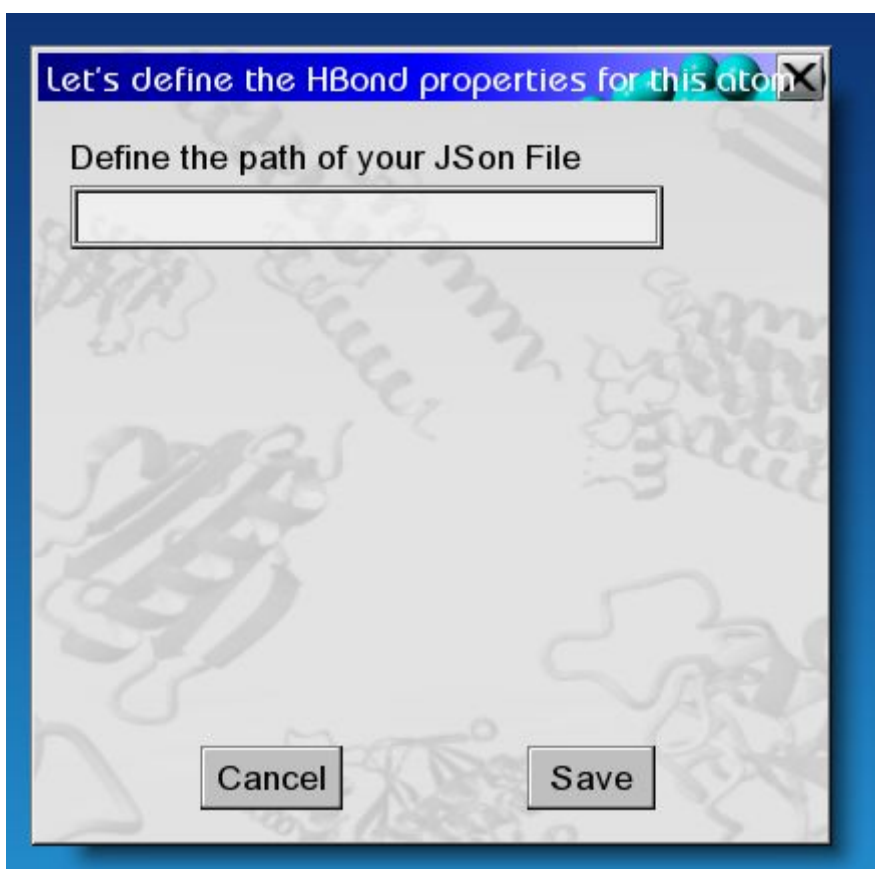 Let's define the HBond properties for this atom
Define the path of your JSon File
Cancel
Save